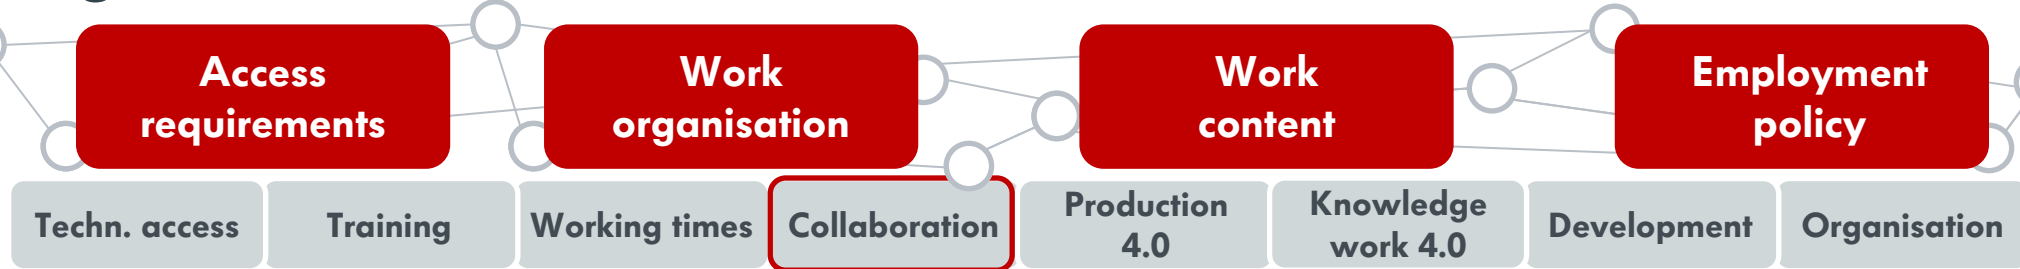 Access
requirements
Work
organisation
Work
content
Employment
policy
Techn. access
Training
Working times
Collaboration
Production
4.0
Knowledge
work 4.0
Development
Organisation